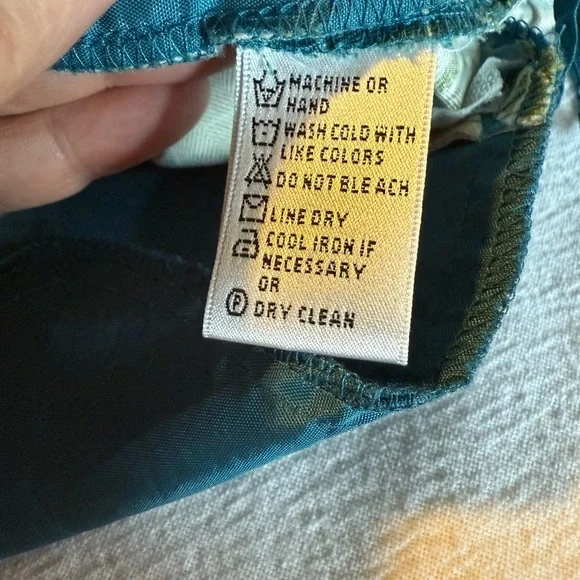 MACHINE OR
HAND
WASH COLD WITH
LIKE COLORS
DO NOT BLEACH
LINE DRY
COOL IRON IF
NECESSARY
OR
P DRY CLEAN